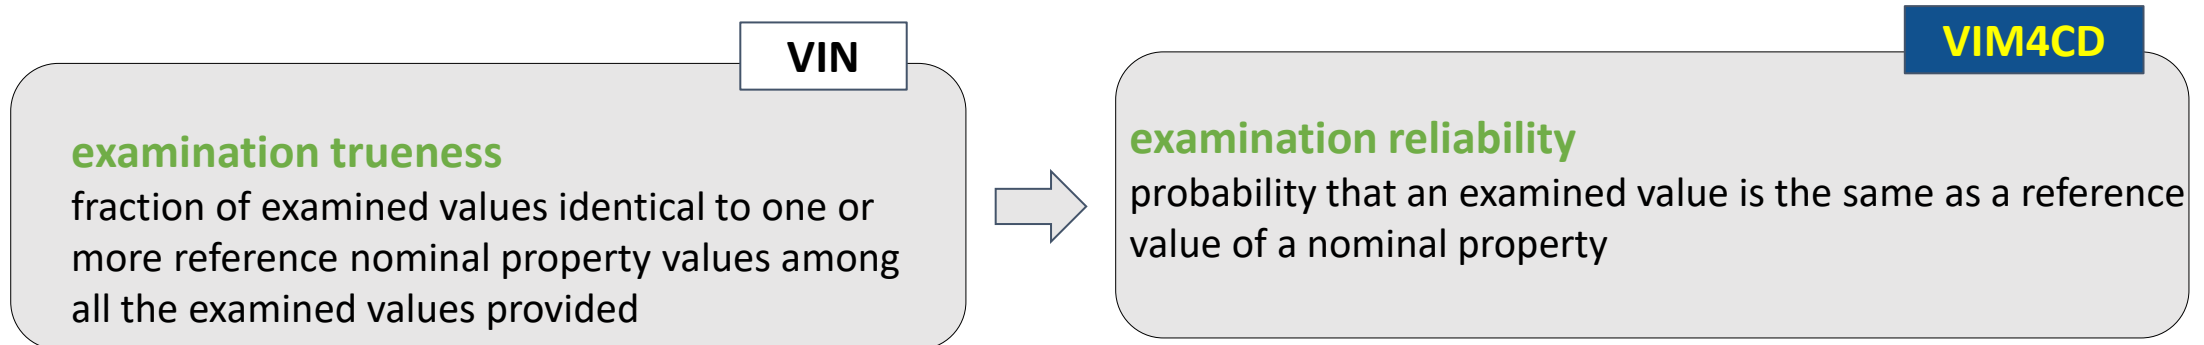 VIN
examination trueness
fraction of examined values identical to one or
more reference nominal property values among
all the examined values provided
VIM4CD
examination reliability
probability that an examined value is the same as a reference
value of a nominal property